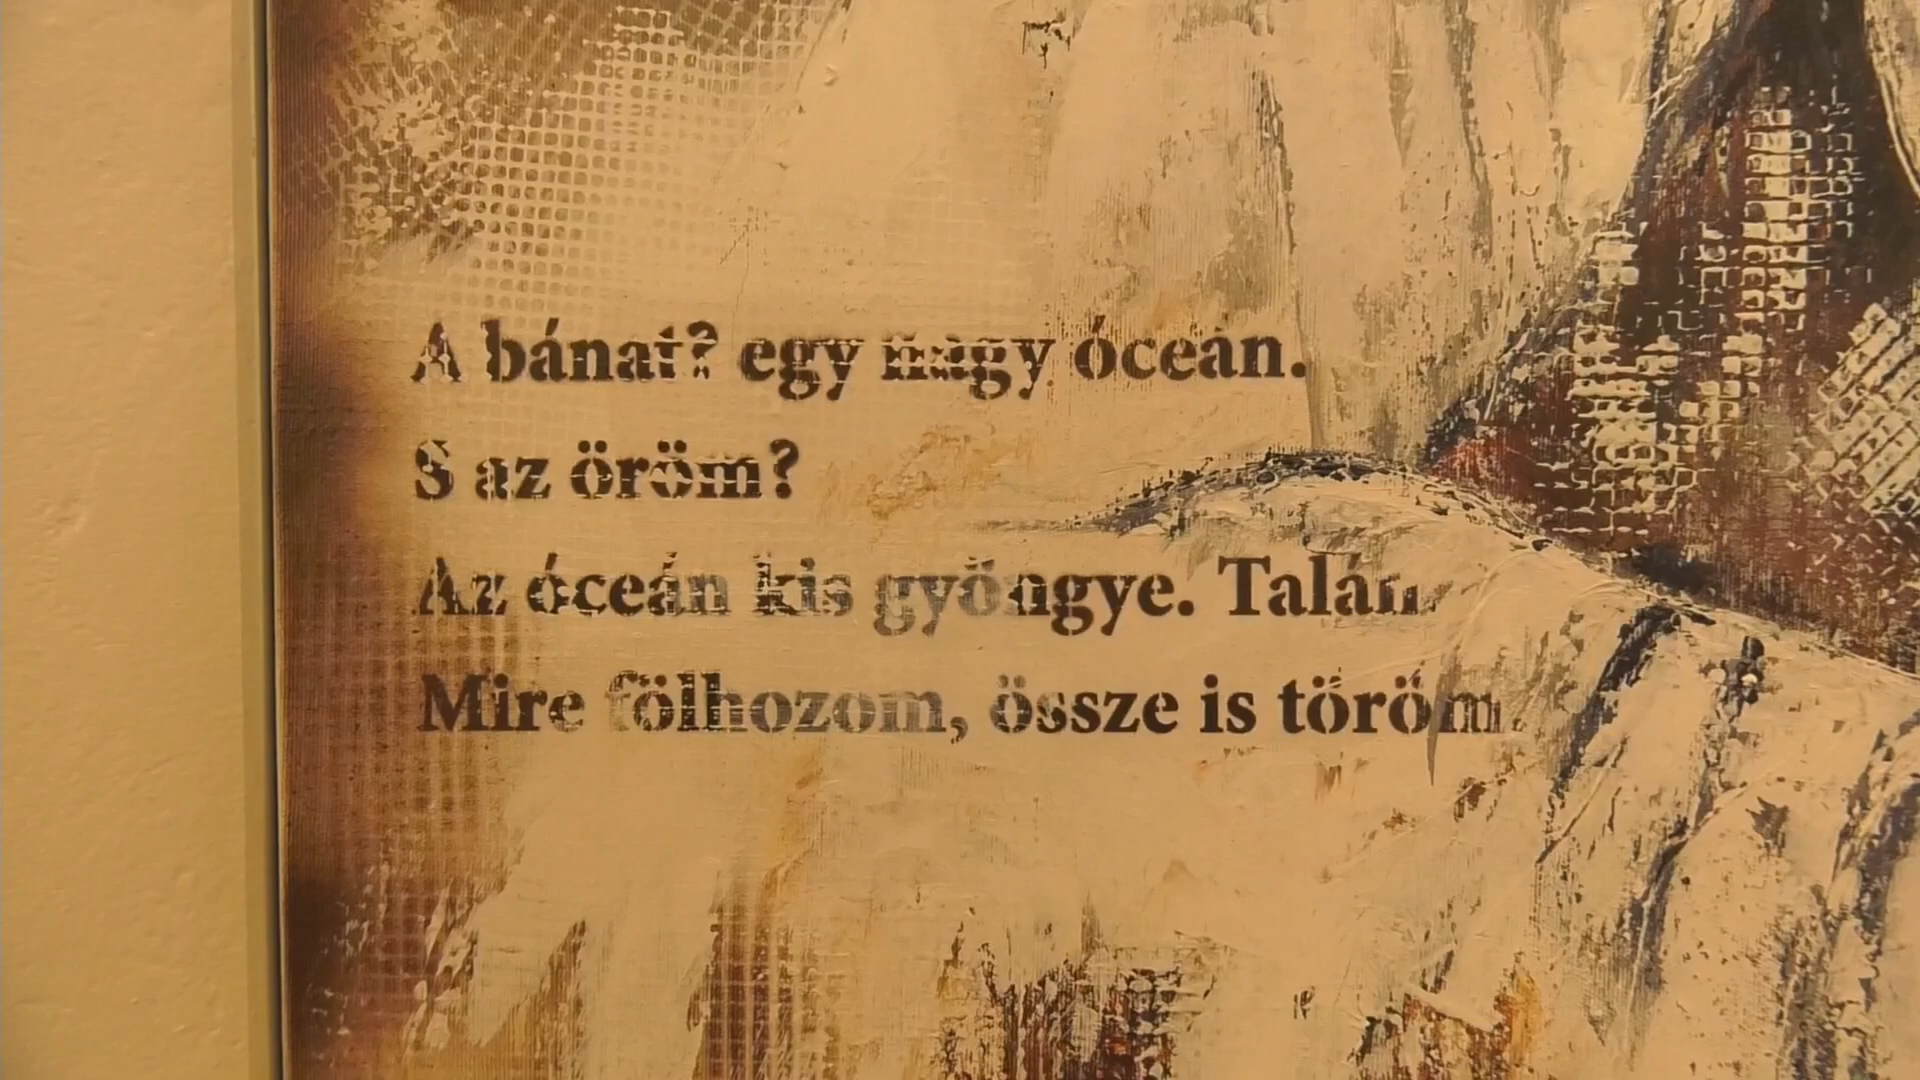 A bánat? egy nagy óceán.
S az öröm?
Az óceán kis gyöngye. Talán
Mire fölhozom, össze is töröm.